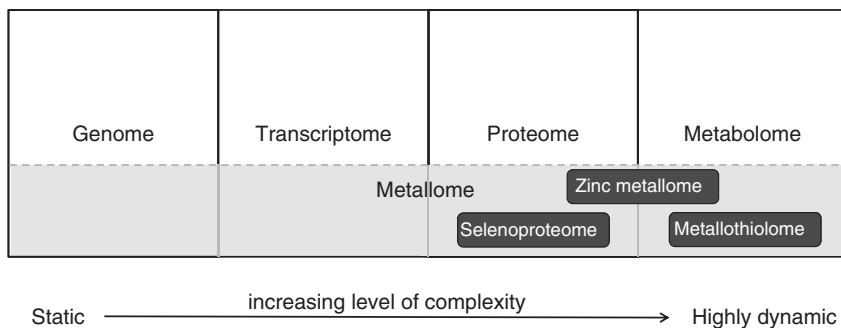 Genome
Transcriptome
Proteome
Metabolome
Metallome
Zinc metallome
Selenoproteome
Metallothiolome
increasing level of complexity
Static
Highly dynamic